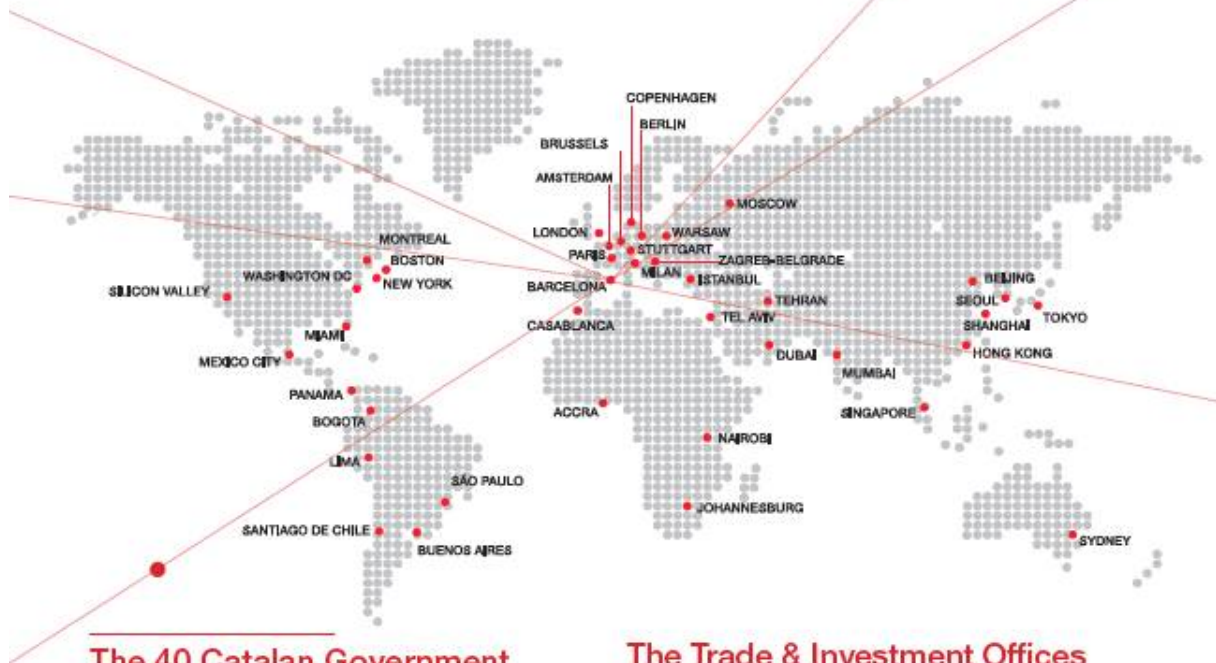 COPENHAGEN
BERLIN
BRUSSELS
AMSTERDAM
MOSCOW
LONDON
WARSAW
PARIS
STUTTGART
ZAGREB-BELGRADE
MILAN
ISTANBUL
BARCELONA
CASABLANCA
MONTREAL
BOSTON
WASHINGTON DC
NEW YORK
SILICON VALLEY
MIAMI
MEXICO CITY
PANAMA
BOGOTA
LIMA
SÃO PAULO
SANTIAGO DE CHILE
BUENOS AIRES
TEHRAN
TEL AVIV
DUBAI
MUMBAI
BEIJING
SEOUL
SHANGHAI
TOKYO
HONG KONG
SINGAPORE
ACCRA
NAIROBI
JOHANNESBURG
SYDNEY
The 40 Catalan Government
The Trade & Investment Offices